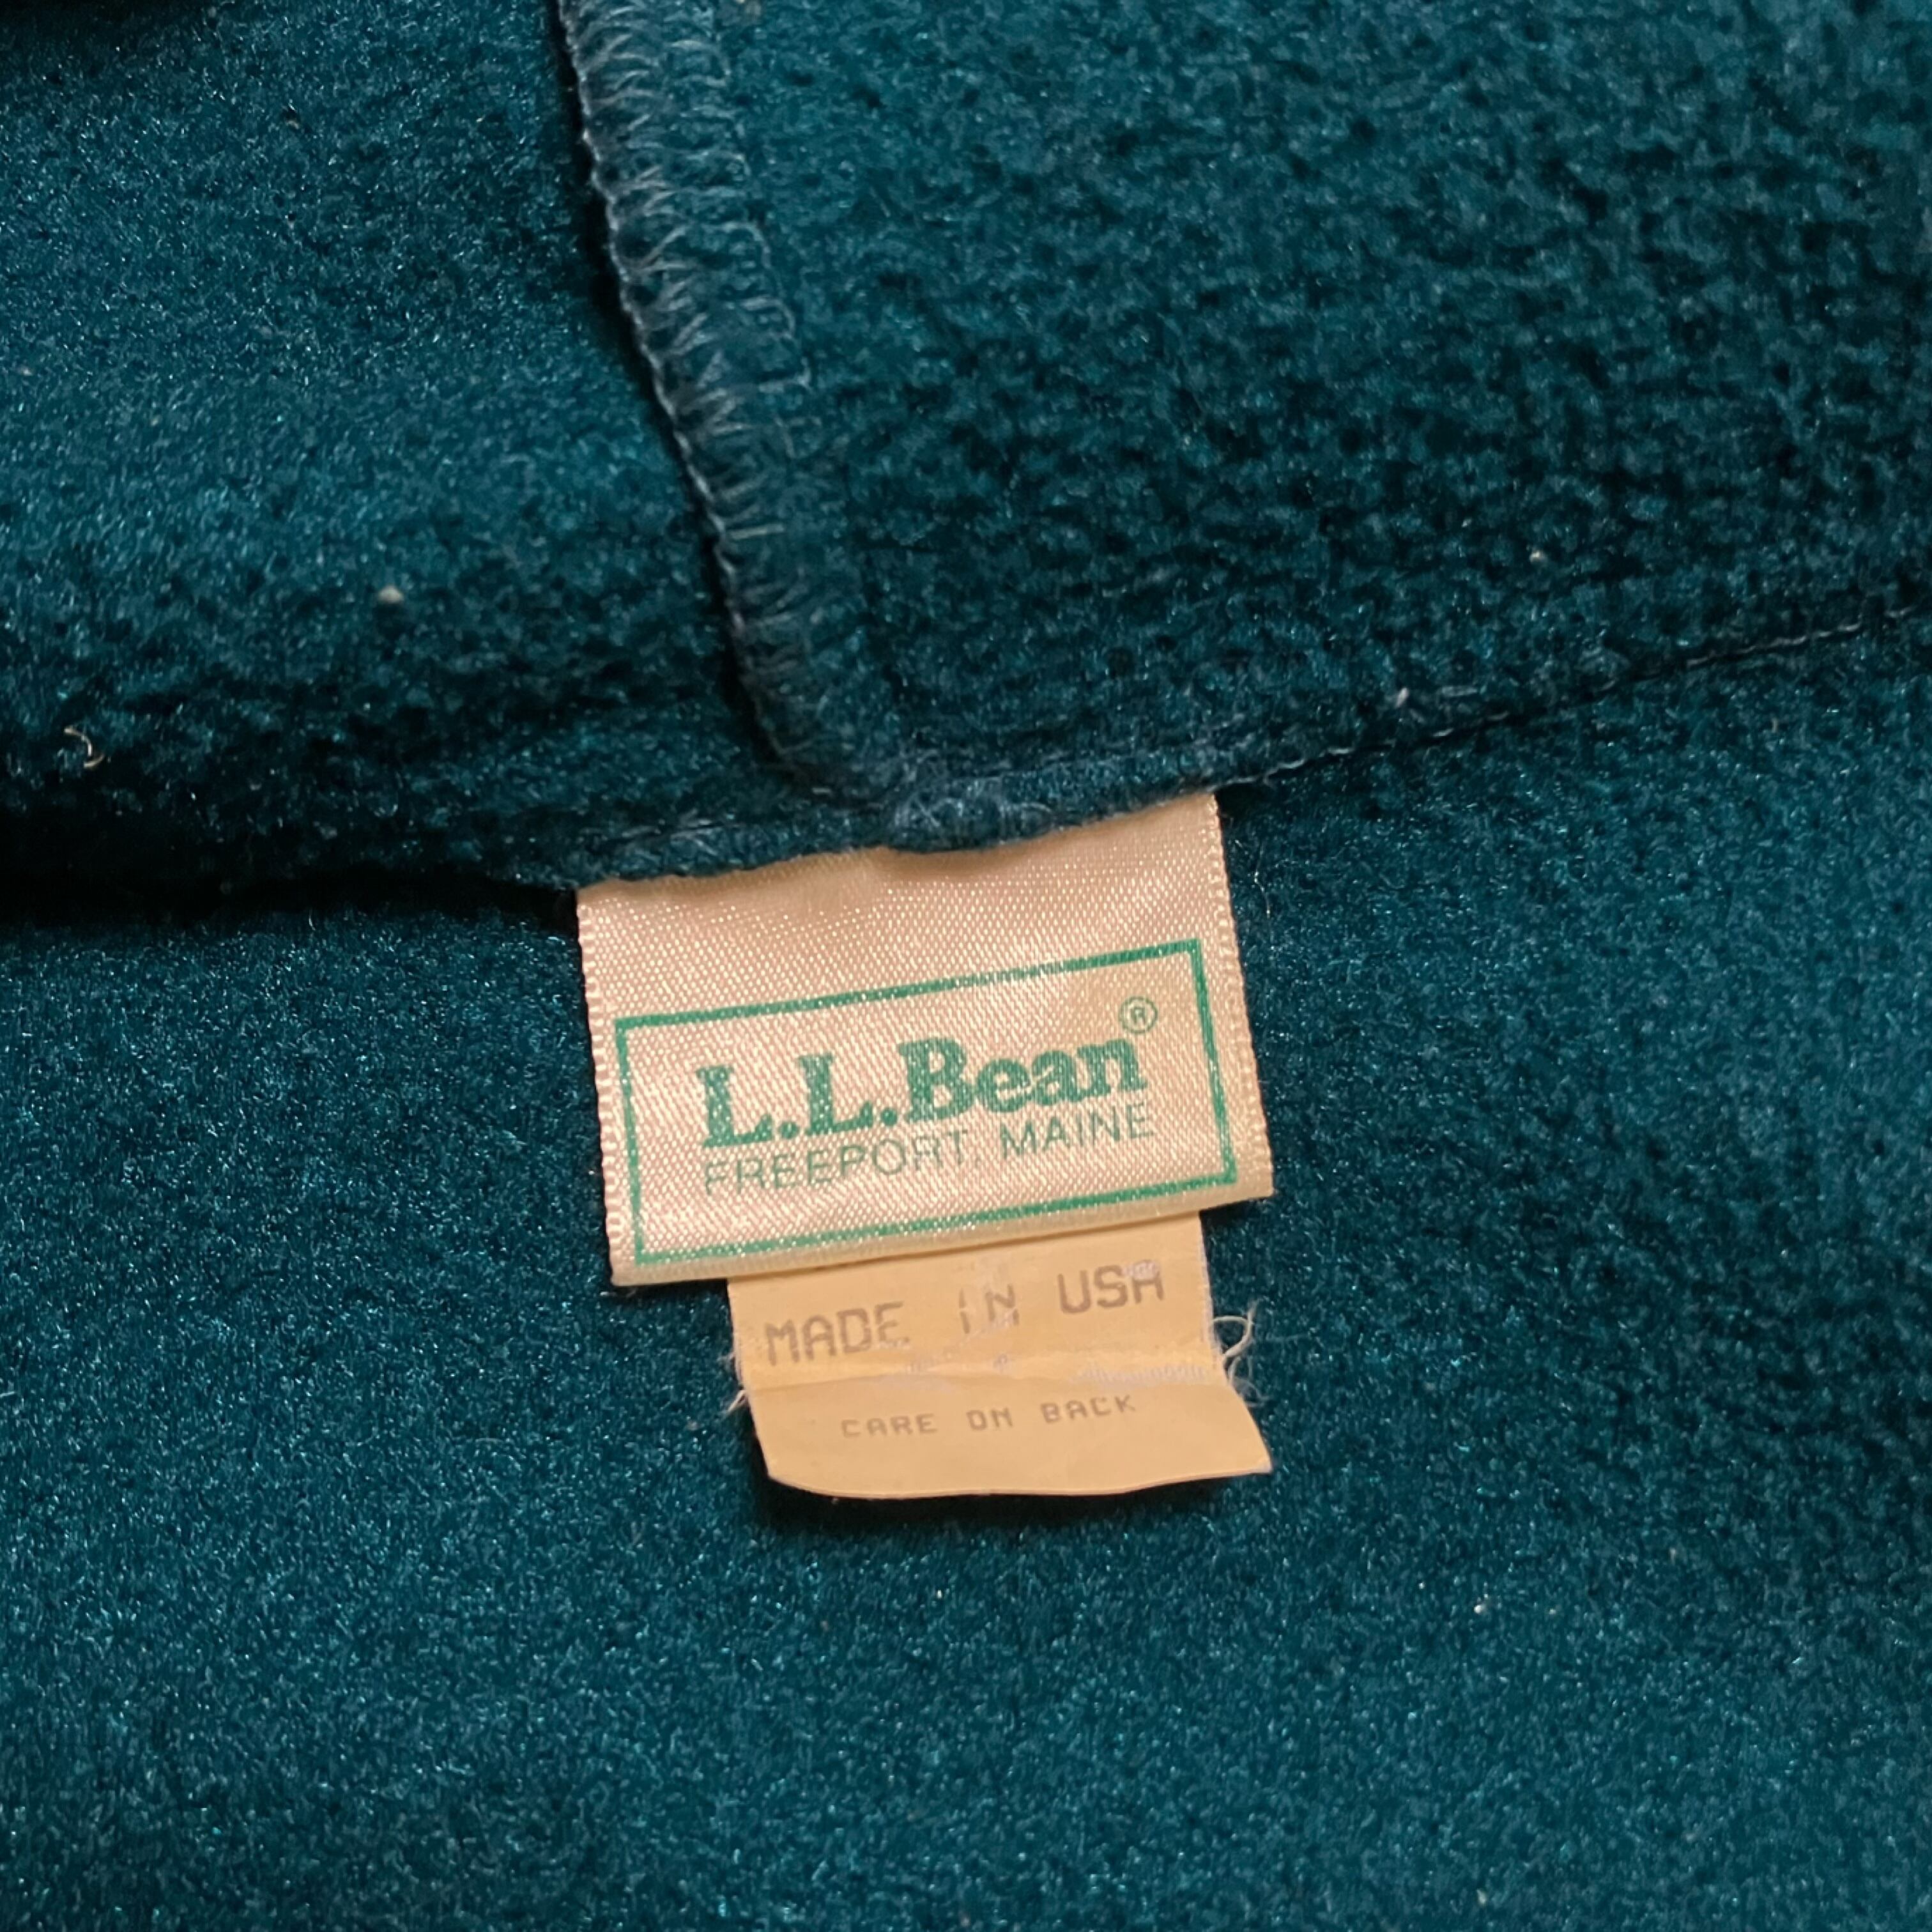 L.L.Bean®
FREEPORT, MAINE
MADE IN USA
CARE ON BACK